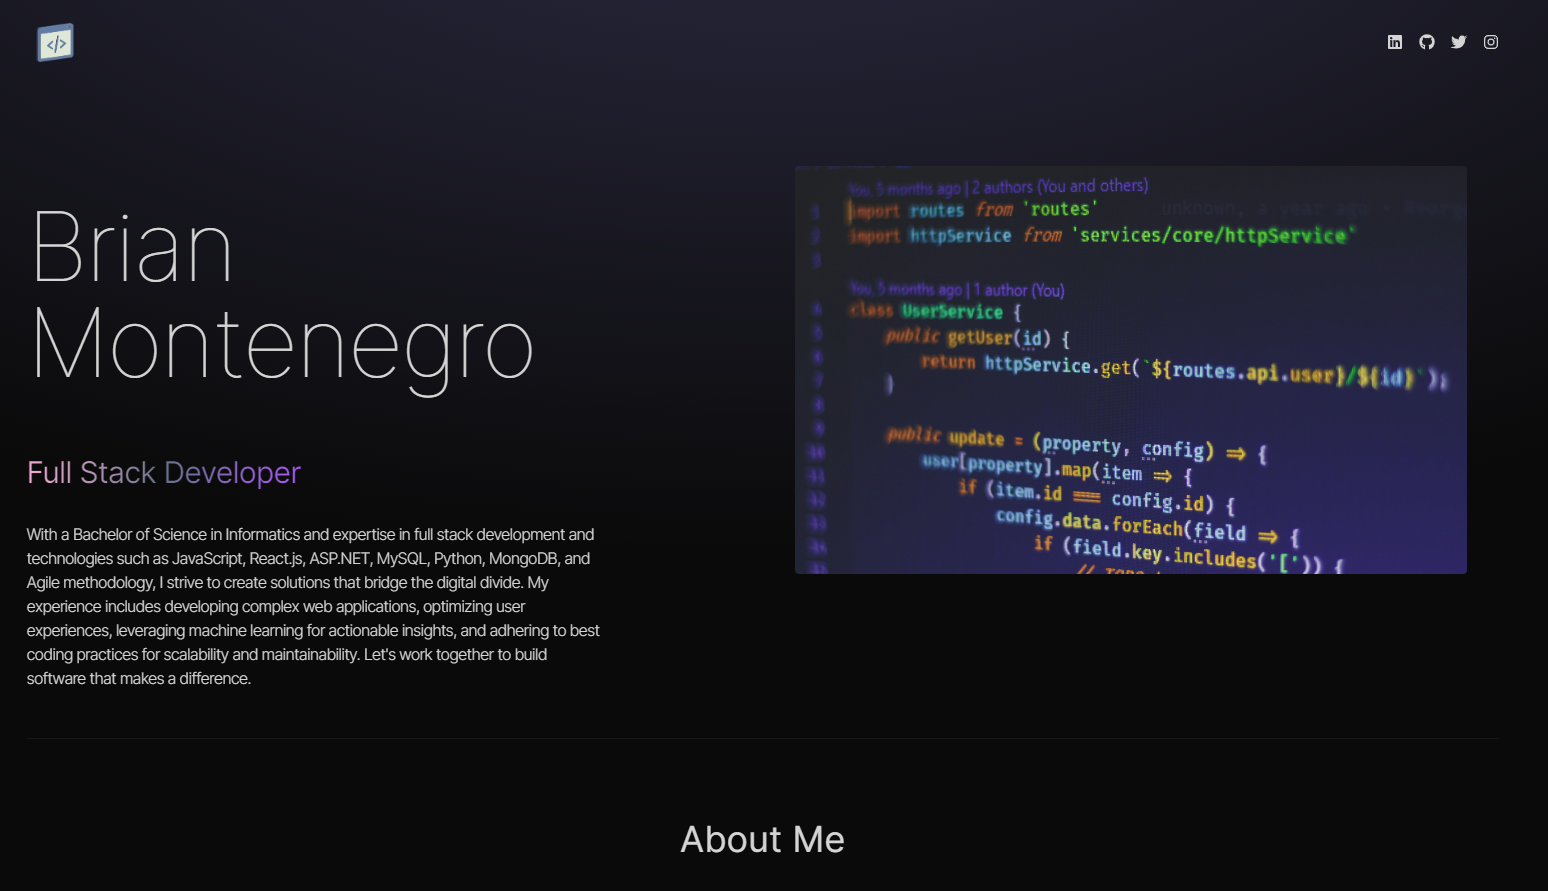 </>
Brian
Montenegro
Full Stack Developer
With a Bachelor of Science in Informatics and expertise in full stack development and
technologies such as JavaScript, React.js, ASP.NET, MySQL, Python, MongoDB, and
Agile methodology, I strive to create solutions that bridge the digital divide. My
experience includes developing complex web applications, optimizing user
experiences, leveraging machine learning for actionable insights, and adhering to best
coding practices for scalability and maintainability. Let's work together to build
software that makes a difference.
You, 5 months ago | 2 authors (You and others)
1 import routes from 'routes' unknown, a year ago •
2 import httpService from 'services/core/httpService'
3
You, 5 months ago | 1 author (You)
4 class UserService {
5 public getUser(id) {
6 return httpService.get(`${routes.api.user}/${id}`);
7 }
8
9 public update = (property, config) => {
10 user[property].map(item => {
11 if (item.id === config.id) {
12 config.data.forEach(field => {
13 if (field.key.includes('[')) {
//
About Me